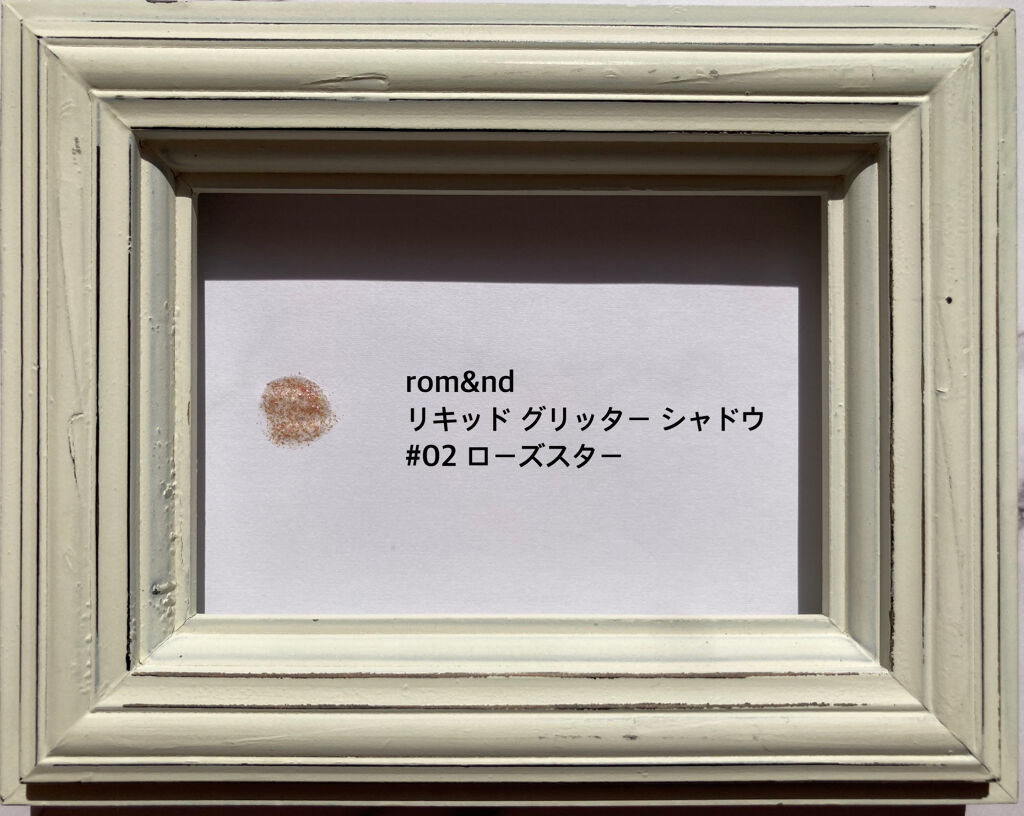 rom&nd
リキッド グリッター シャドウ
#02 ローズスター